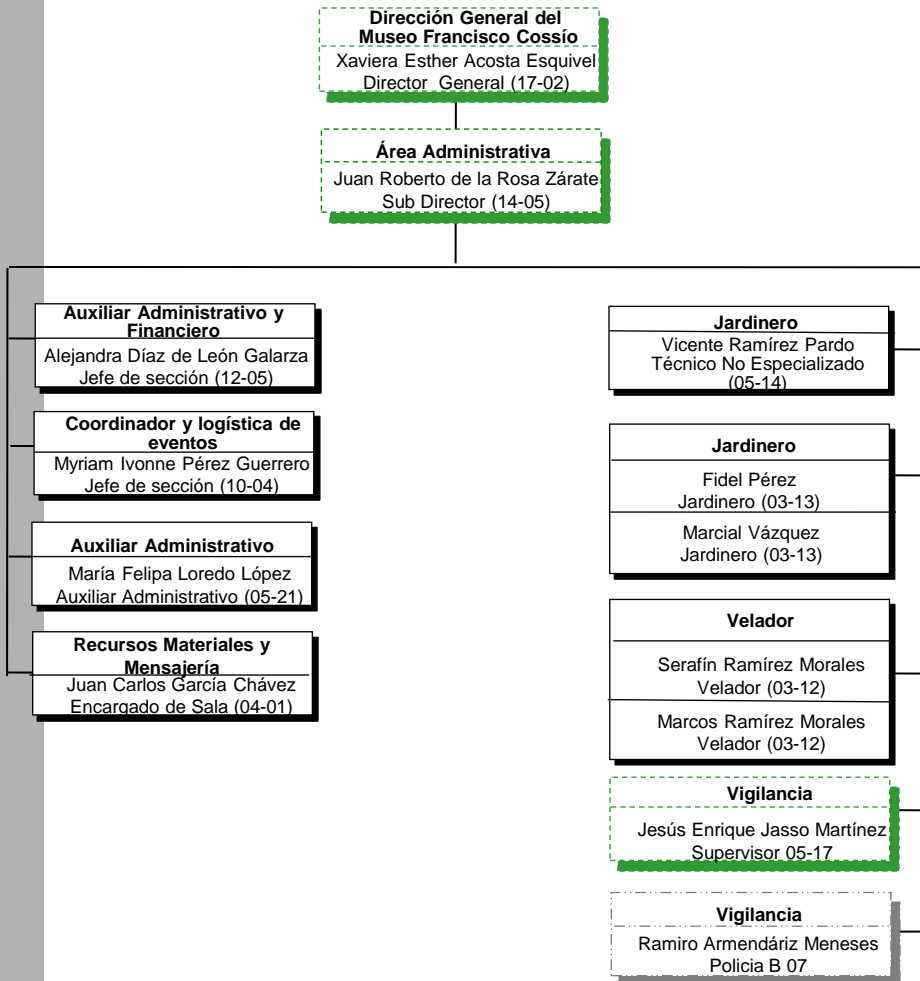 Dirección General del
Museo Francisco Cossío
Xaviera Esther Acosta Esquivel
Director General (17-02)
Área Administrativa
Juan Roberto de la Rosa Zárate
Sub Director (14-05)
Auxiliar Administrativo y
Financiero
Alejandra Díaz de León Galarza
Jefe de sección (12-05)
Coordinador y logística de
eventos
Myriam Ivonne Pérez Guerrero
Jefe de sección (10-04)
Auxiliar Administrativo
María Felipa Loredo López
Auxiliar Administrativo (05-21)
Recursos Materiales y
Mensajería
Juan Carlos García Chávez
Encargado de Sala (04-01)
Jardinero
Vicente Ramírez Pardo
Técnico No Especializado
(05-14)
Jardinero
Fidel Pérez
Jardinero (03-13)
Marcial Vázquez
Jardinero (03-13)
Velador
Serafín Ramírez Morales
Velador (03-12)
Marcos Ramírez Morales
Velador (03-12)
Vigilancia
Jesús Enrique Jasso Martínez
Supervisor 05-17
Vigilancia
Ramiro Armendáriz Meneses
Policia B 07